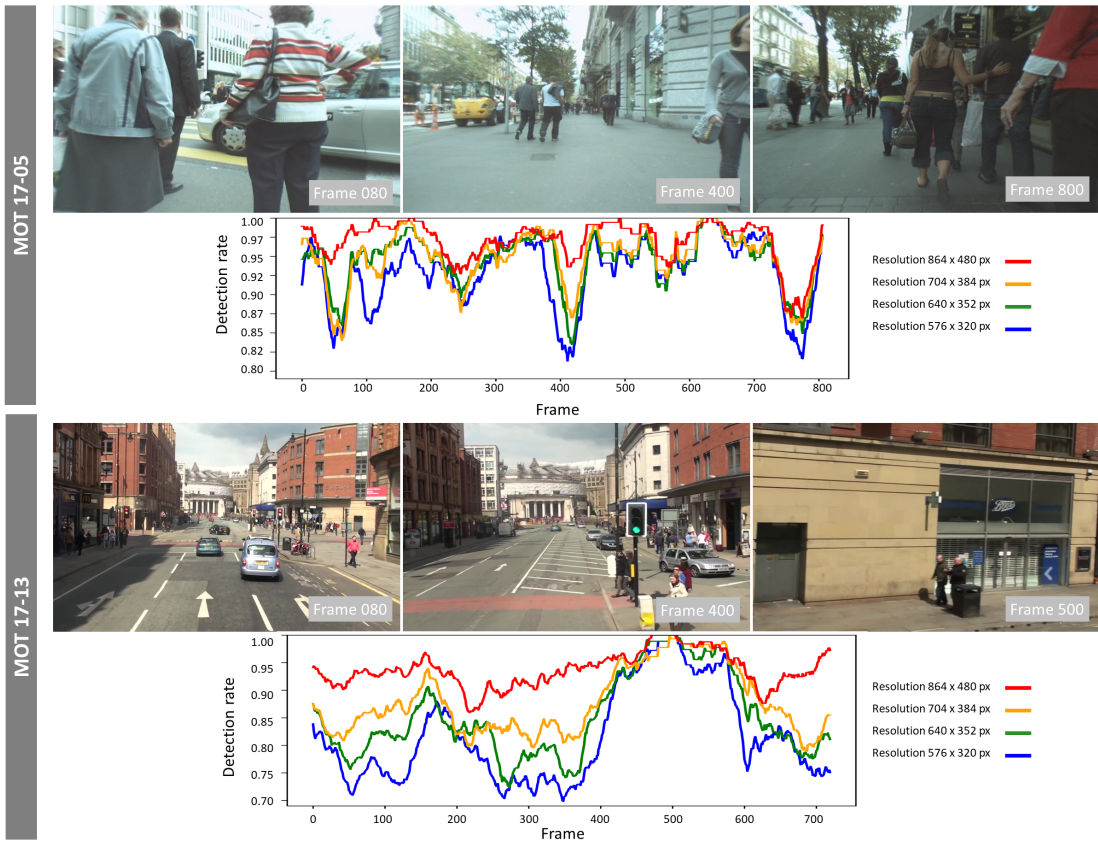 MOT 17-05
Frame 080
Frame 400
Frame 800
Detection rate
1.00
0.97
0.95
0.92
0.90
0.87
0.85
0.82
0.80
0 100 200 300 400 500 600 700 800
Frame
Resolution 864 x 480 px
Resolution 704 x 384 px
Resolution 640 x 352 px
Resolution 576 x 320 px
MOT 17-13
Frame 080
Frame 400
Boots
Frame 500
Detection rate
1.00
0.95
0.90
0.85
0.80
0.75
0.70
0 100 200 300 400 500 600 700
Frame
Resolution 864 x 480 px
Resolution 704 x 384 px
Resolution 640 x 352 px
Resolution 576 x 320 px